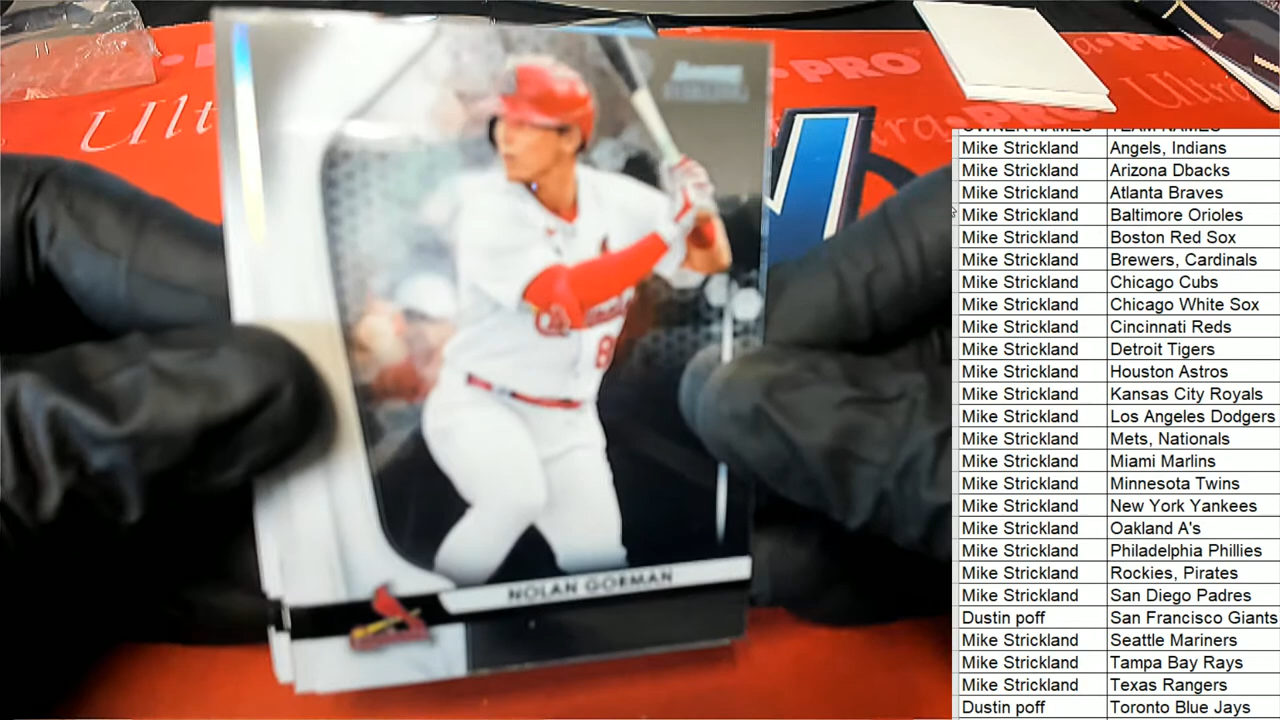 PRO®
Ultra
OWNER NAMES TEAM NAMES
Mike Strickland Angels, Indians
Mike Strickland Arizona Dbacks
Mike Strickland Atlanta Braves
Mike Strickland Baltimore Orioles
Mike Strickland Boston Red Sox
Mike Strickland Brewers, Cardinals
Mike Strickland Chicago Cubs
Mike Strickland Chicago White Sox
Mike Strickland Cincinnati Reds
Mike Strickland Detroit Tigers
Mike Strickland Houston Astros
Mike Strickland Kansas City Royals
Mike Strickland Los Angeles Dodgers
Mike Strickland Mets, Nationals
Mike Strickland Miami Marlins
Mike Strickland Minnesota Twins
Mike Strickland New York Yankees
Mike Strickland Oakland A's
Mike Strickland Philadelphia Phillies
Mike Strickland Rockies, Pirates
Mike Strickland San Diego Padres
Dustin poff San Francisco Giants
Mike Strickland Seattle Mariners
Mike Strickland Tampa Bay Rays
Mike Strickland Texas Rangers
Dustin poff Toronto Blue Jays
NOLAN GORMAN